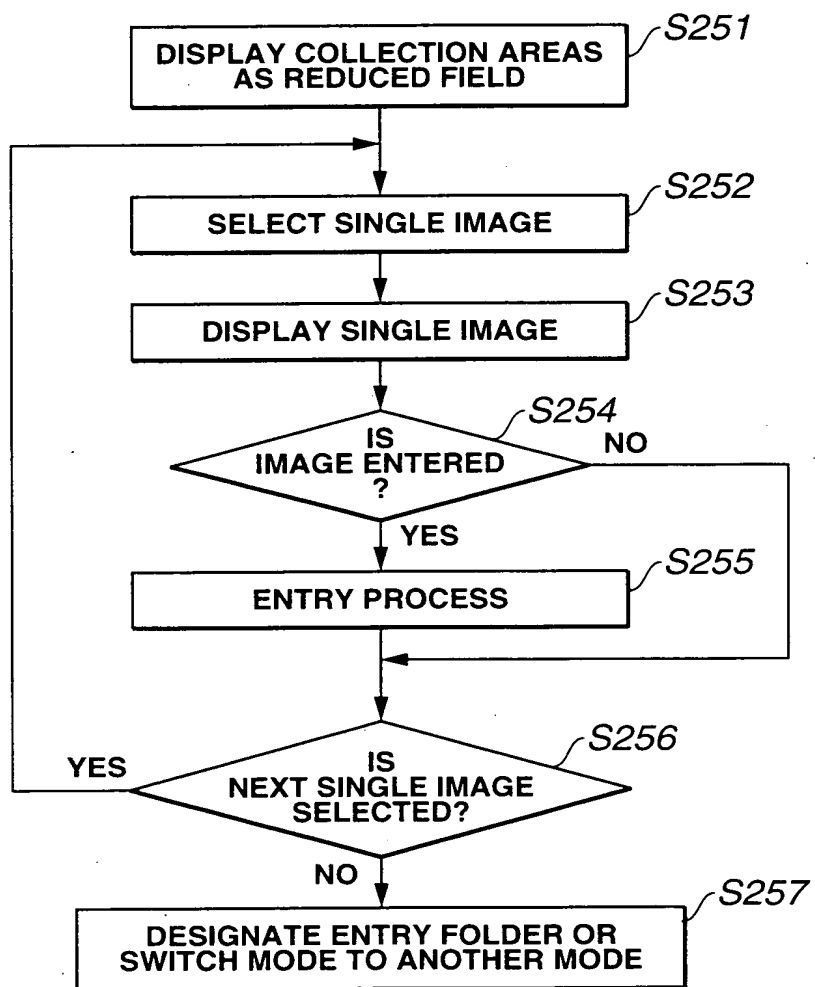 S251
DISPLAY COLLECTION AREAS
AS REDUCED FIELD
S252
SELECT SINGLE IMAGE
S253
DISPLAY SINGLE IMAGE
S254
IS
IMAGE ENTERED
?
NO
YES
S255
ENTRY PROCESS
S256
IS
NEXT SINGLE IMAGE
SELECTED?
YES
NO
S257
DESIGNATE ENTRY FOLDER OR
SWITCH MODE TO ANOTHER MODE